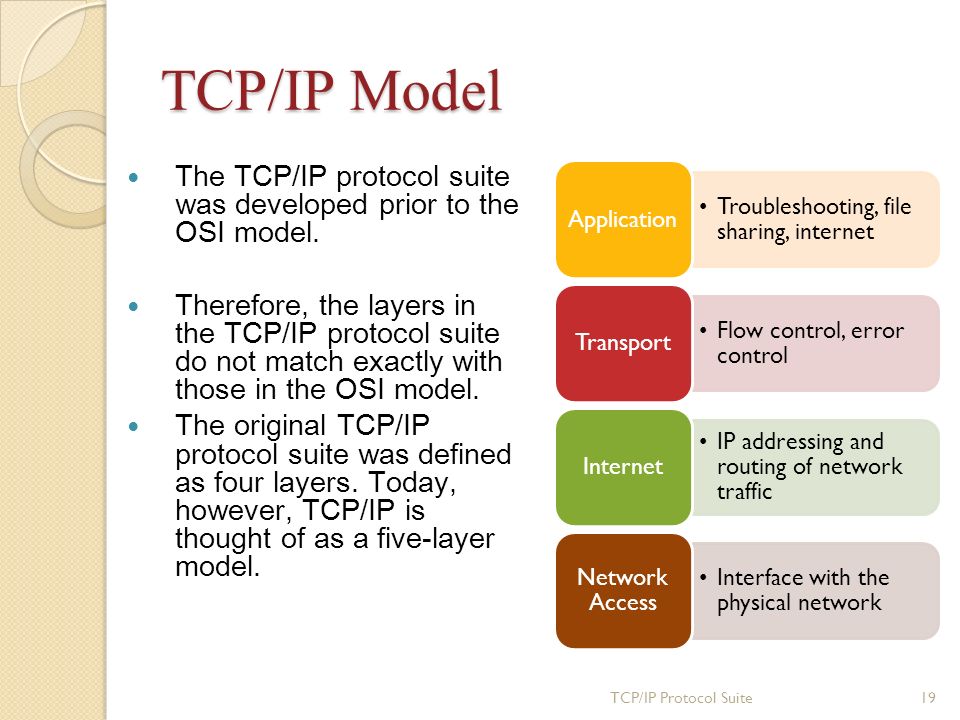 TCP/IP Model
• The TCP/IP protocol suite
was developed prior to the
OSI model.
• Therefore, the layers in
the TCP/IP protocol suite
do not match exactly with
those in the OSI model.
• The original TCP/IP
protocol suite was defined
as four layers. Today,
however, TCP/IP is
thought of as a five-layer
model.
Application
• Troubleshooting, file
sharing, internet
Transport
• Flow control, error
control
Internet
• IP addressing and
routing of network
traffic
Network
Access
• Interface with the
physical network
TCP/IP Protocol Suite 19